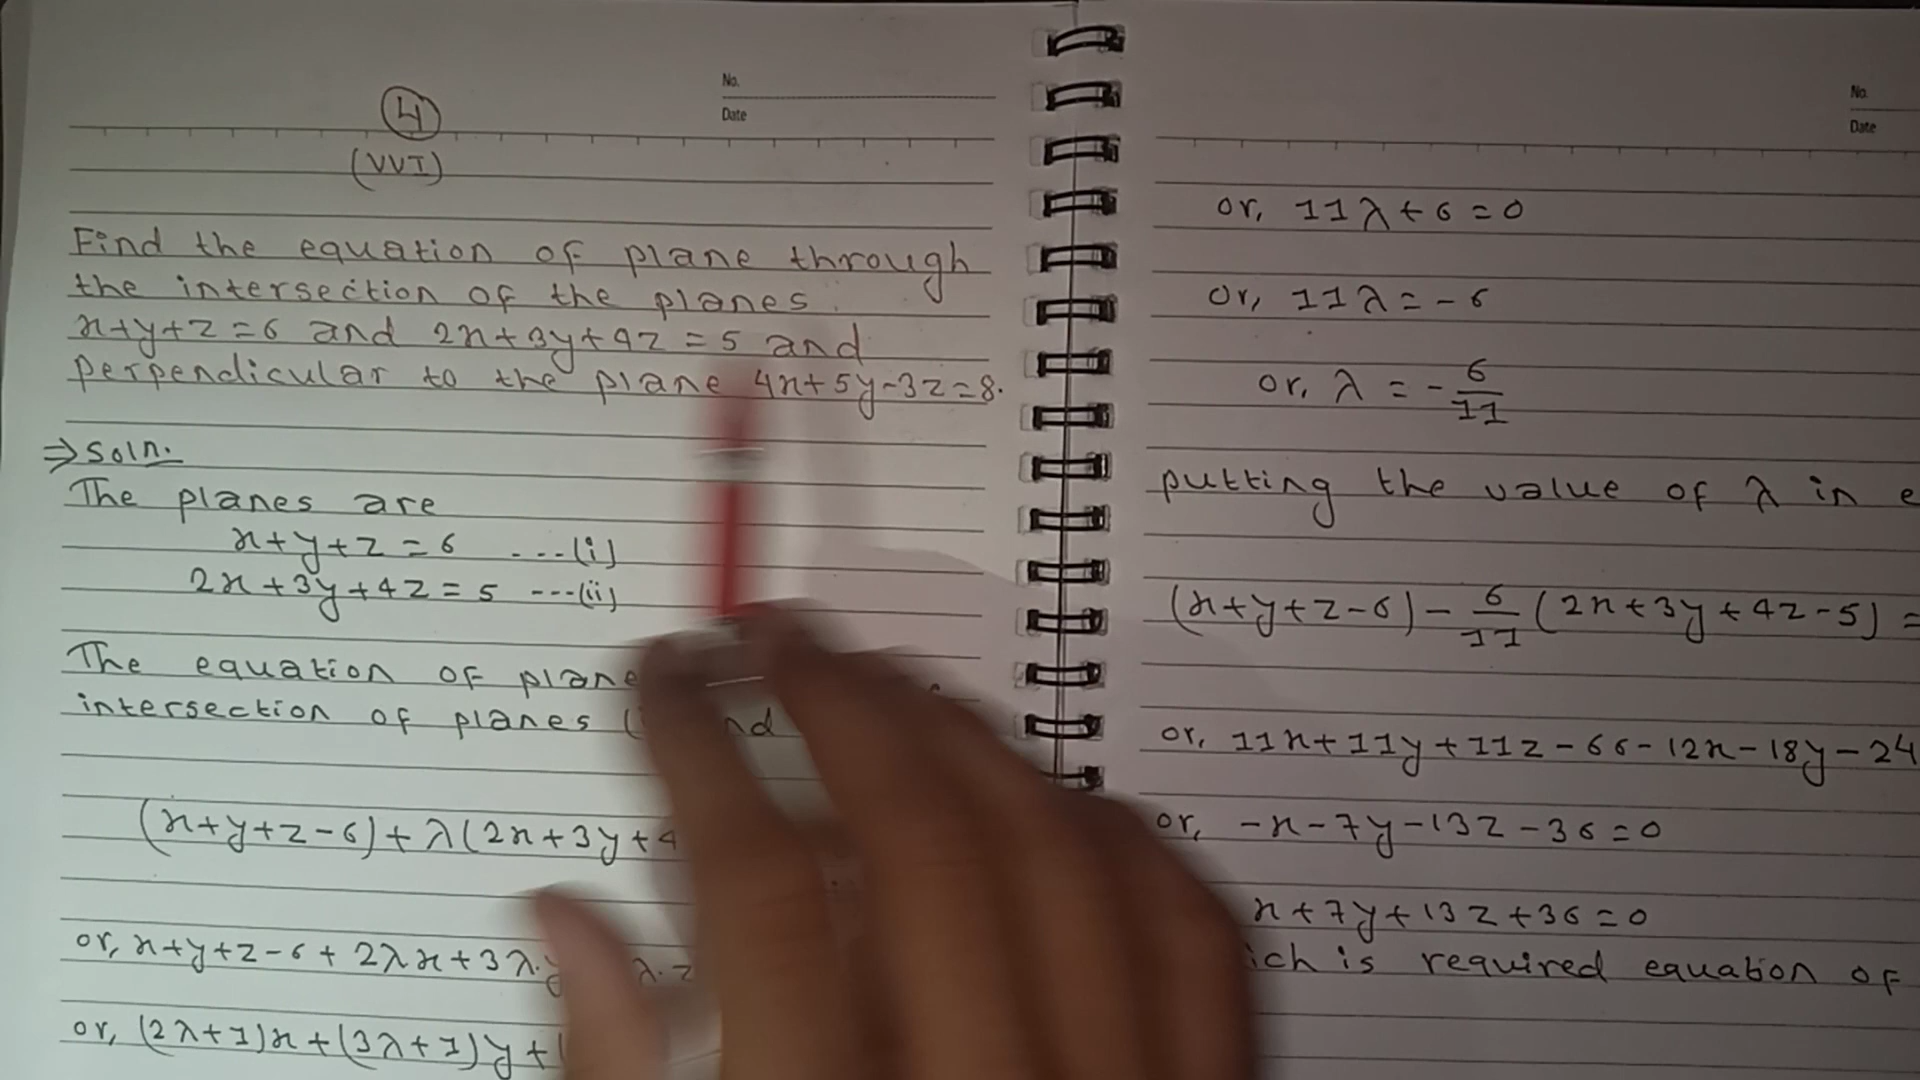 4
No.
Date
(VVI)
Find the equation of plane through
the intersection of the planes
x+y+z=6 and 2x+3y+4z=5 and
perpendicular to the plane 4x+5y-3z=8.
⇒ Soln.
The planes are
x+y+z=6 ---(i)
2x+3y+4z=5 ---(ii)
The equation of plane
intersection of planes
(x+y+z-6)+λ(2x+3y+4
or, x+y+z-6+2λx+3λ.y λ.z
or, (2λ+1)x+(3λ+1)y+
No.
Date
or, 11λ+6=0
or, 11λ=-6
or, λ=-6/11
putting the value of λ in e
(x+y+z-6)-6/11(2x+3y+4z-5)=
or, 11x+11y+11z-66-12x-18y-24
or, -x-7y-13z-36=0
x+7y+13z+36=0
ich is required equation of